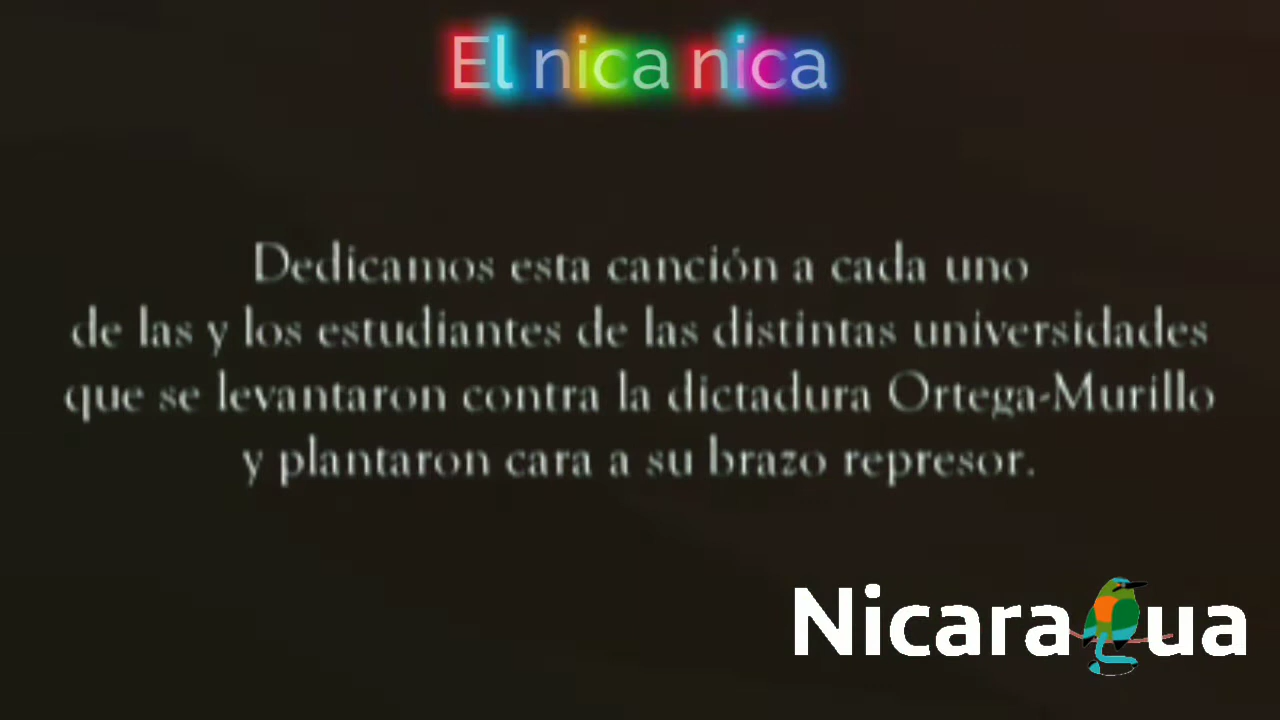 El nica nica
Dedicamos esta canción a cada uno
de las y los estudiantes de las distintas universidades
que se levantaron contra la dictadura Ortega-Murillo
y plantaron cara a su brazo represor.
Nicaragua